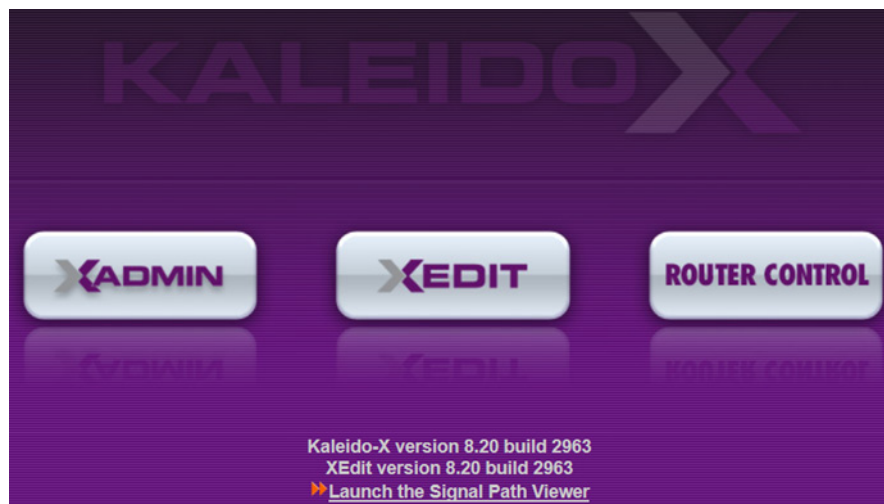 KALEIDOX
XADMIN
XEDIT
ROUTER CONTROL
Kaleido-X version 8.20 build 2963
XEdit version 8.20 build 2963
Launch the Signal Path Viewer